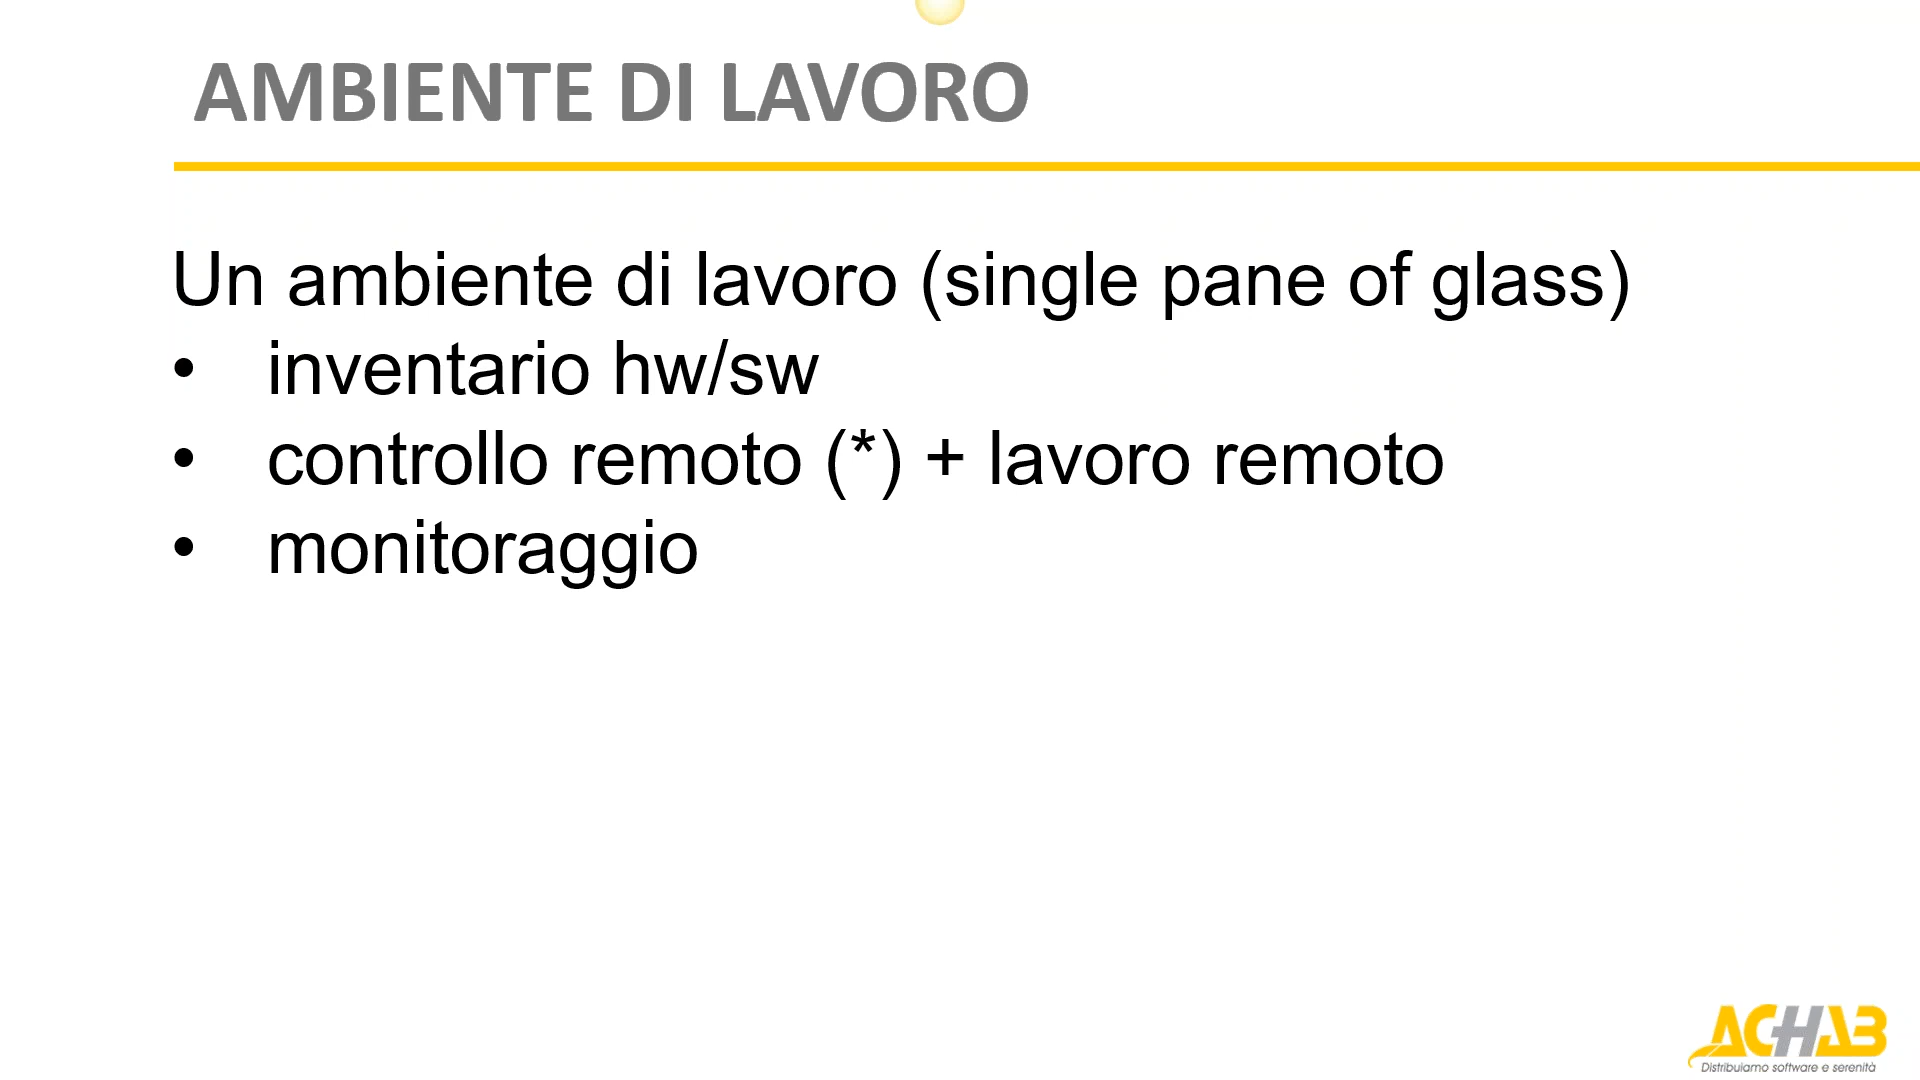 AMBIENTE DI LAVORO
Un ambiente di lavoro (single pane of glass)
• inventario hw/sw
• controllo remoto (*) + lavoro remoto
• monitoraggio
ACHAB
Distribuiamo software e serenità